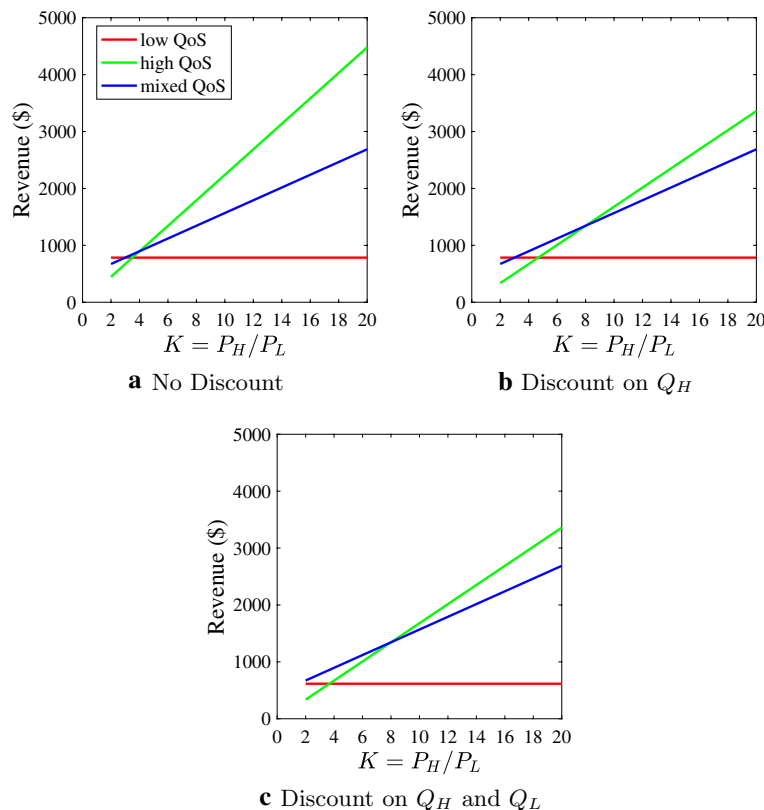 5000
4000
3000
2000
1000
0
Revenue ($)
low QoS
high QoS
mixed QoS
0 2 4 6 8 10 12 14 16 18 20
K = P_H/P_L
a No Discount
5000
4000
3000
2000
1000
0
Revenue ($)
0 2 4 6 8 10 12 14 16 18 20
K = P_H/P_L
b Discount on Q_H
5000
4000
3000
2000
1000
0
Revenue ($)
0 2 4 6 8 10 12 14 16 18 20
K = P_H/P_L
c Discount on Q_H and Q_L